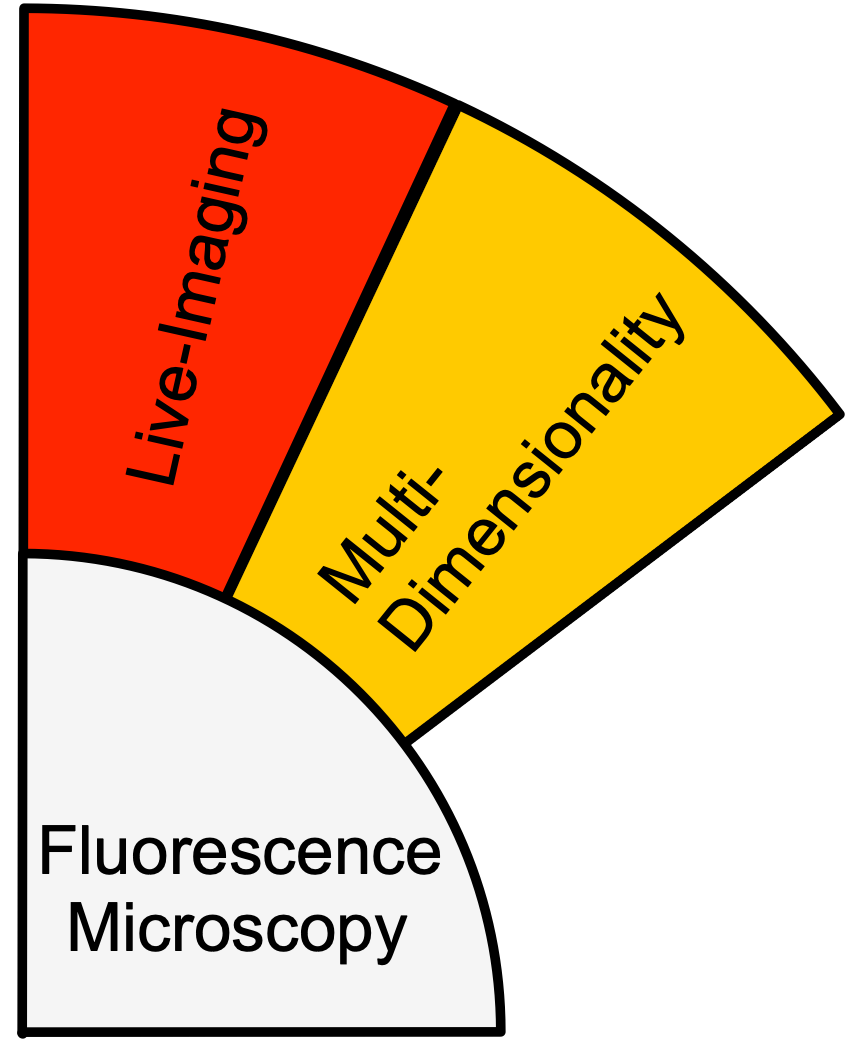 Live-Imaging
Multi-
Dimensionality
Fluorescence
Microscopy